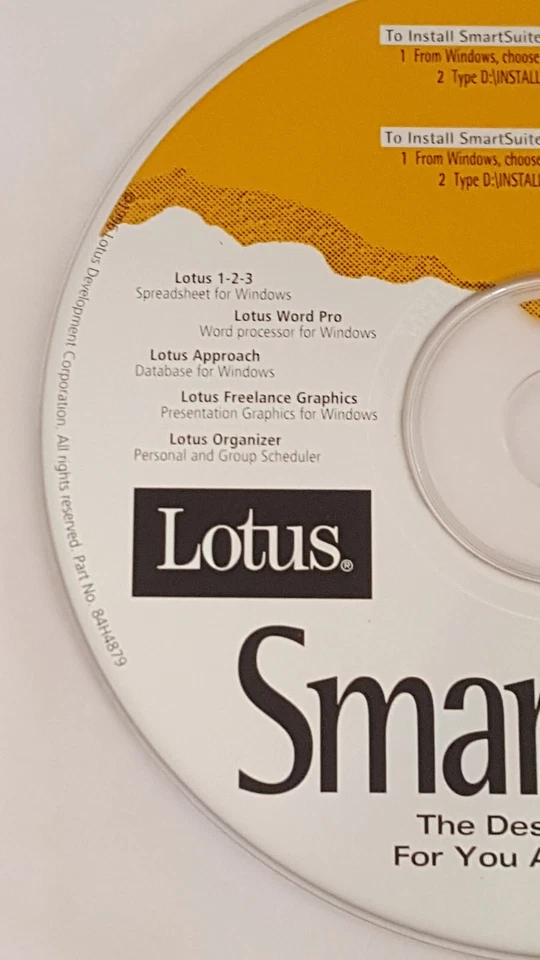 To Install SmartSuite
1 From Windows, choose
2 Type D:\INSTALL
To Install SmartSuite
1 From Windows, choose
2 Type D:\INSTALL
Lotus 1-2-3
Spreadsheet for Windows
Lotus Word Pro
Word processor for Windows
Lotus Approach
Database for Windows
Lotus Freelance Graphics
Presentation Graphics for Windows
Lotus Organizer
Personal and Group Scheduler
Lotus®
Smar
The Des
For You A
Lotus Development Corporation. All rights reserved. Part No. 84H4879